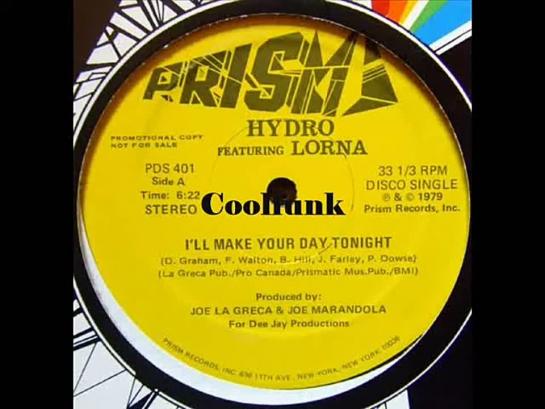 PRISM
HYDRO
FEATURING LORNA
PROMOTIONAL COPY
NOT FOR SALE
PDS 401
Side A
Time: 6:22
STEREO
33 1/3 RPM
DISCO SINGLE
℗ & © 1979
Prism Records, Inc.
Coolfunk
I'LL MAKE YOUR DAY TONIGHT
(D. Graham, F. Walton, B. Hill, J. Farley, P. Dowse)
(La Greca Pub./Pro Canada/Prismatic Mus.Pub./BMI)
Produced by:
JOE LA GRECA & JOE MARANDOLA
For Dee Jay Productions
PRISM RECORDS, INC. 636 11TH AVE., NEW YORK, NEW YORK 10036